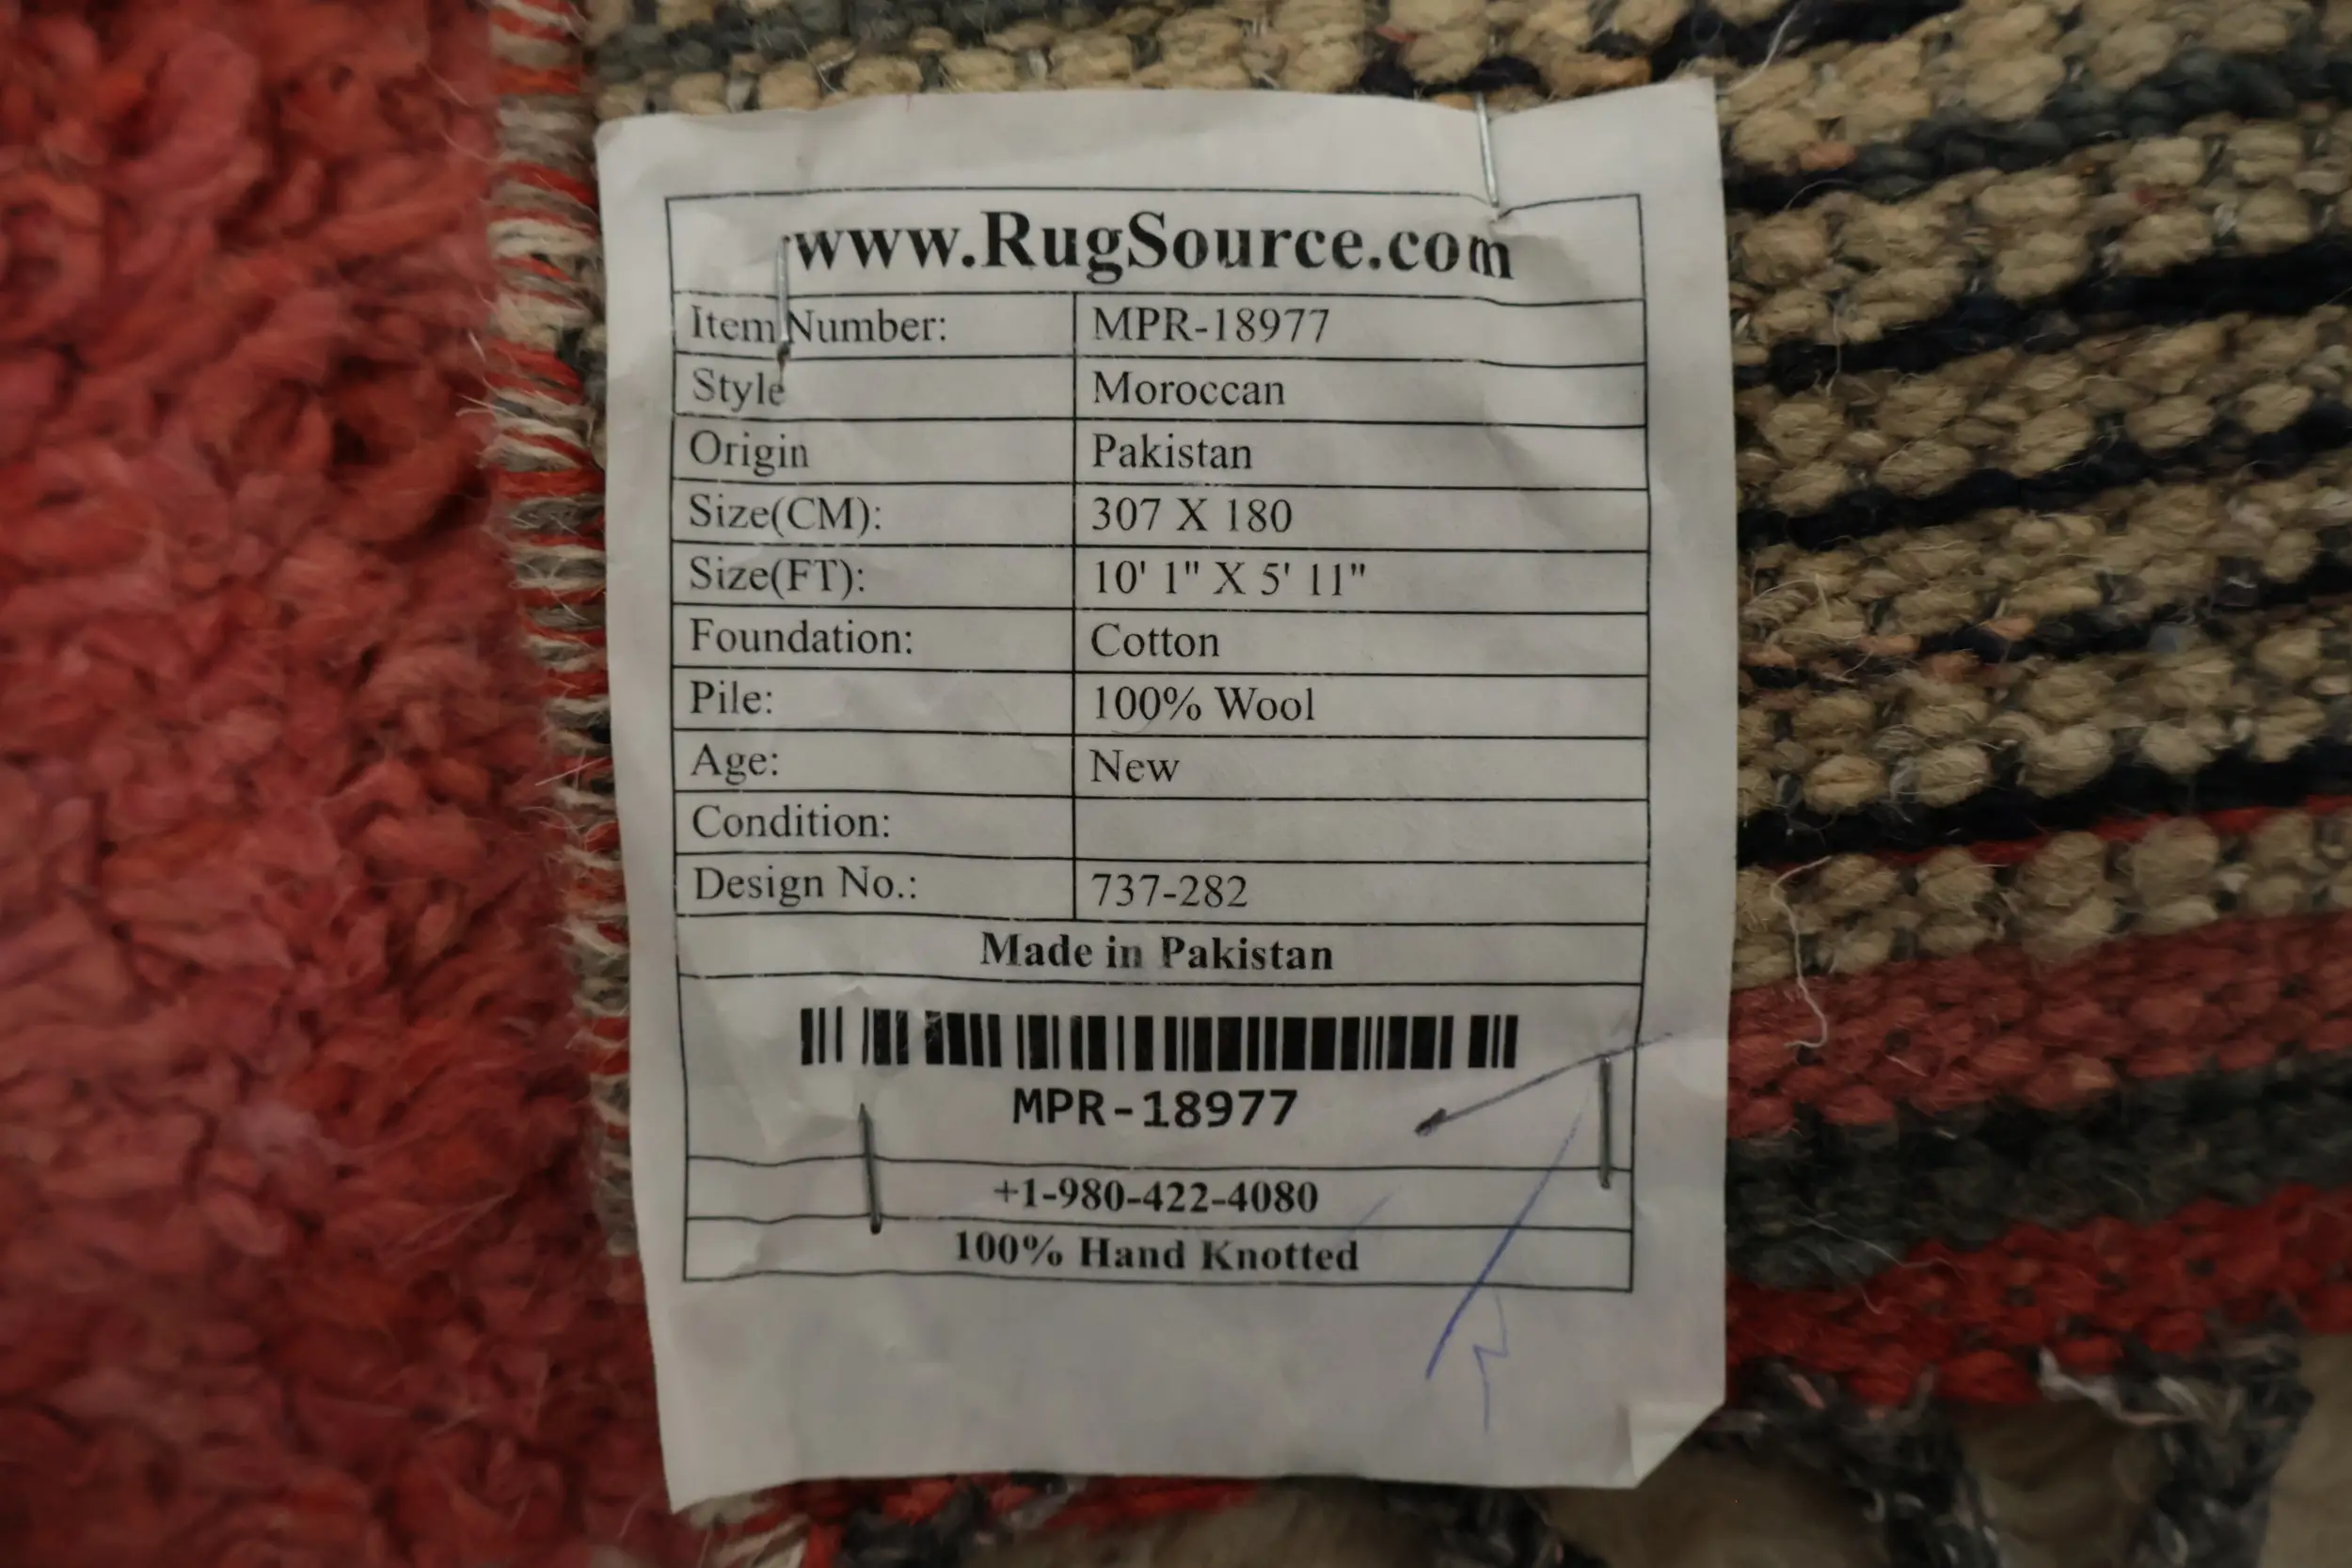 www.RugSource.com
Item Number: MPR-18977
Style Moroccan
Origin Pakistan
Size(CM): 307 X 180
Size(FT): 10' 1" X 5' 11"
Foundation: Cotton
Pile: 100% Wool
Age: New
Condition:
Design No.: 737-282
Made in Pakistan
MPR-18977
+1-980-422-4080
100% Hand Knotted